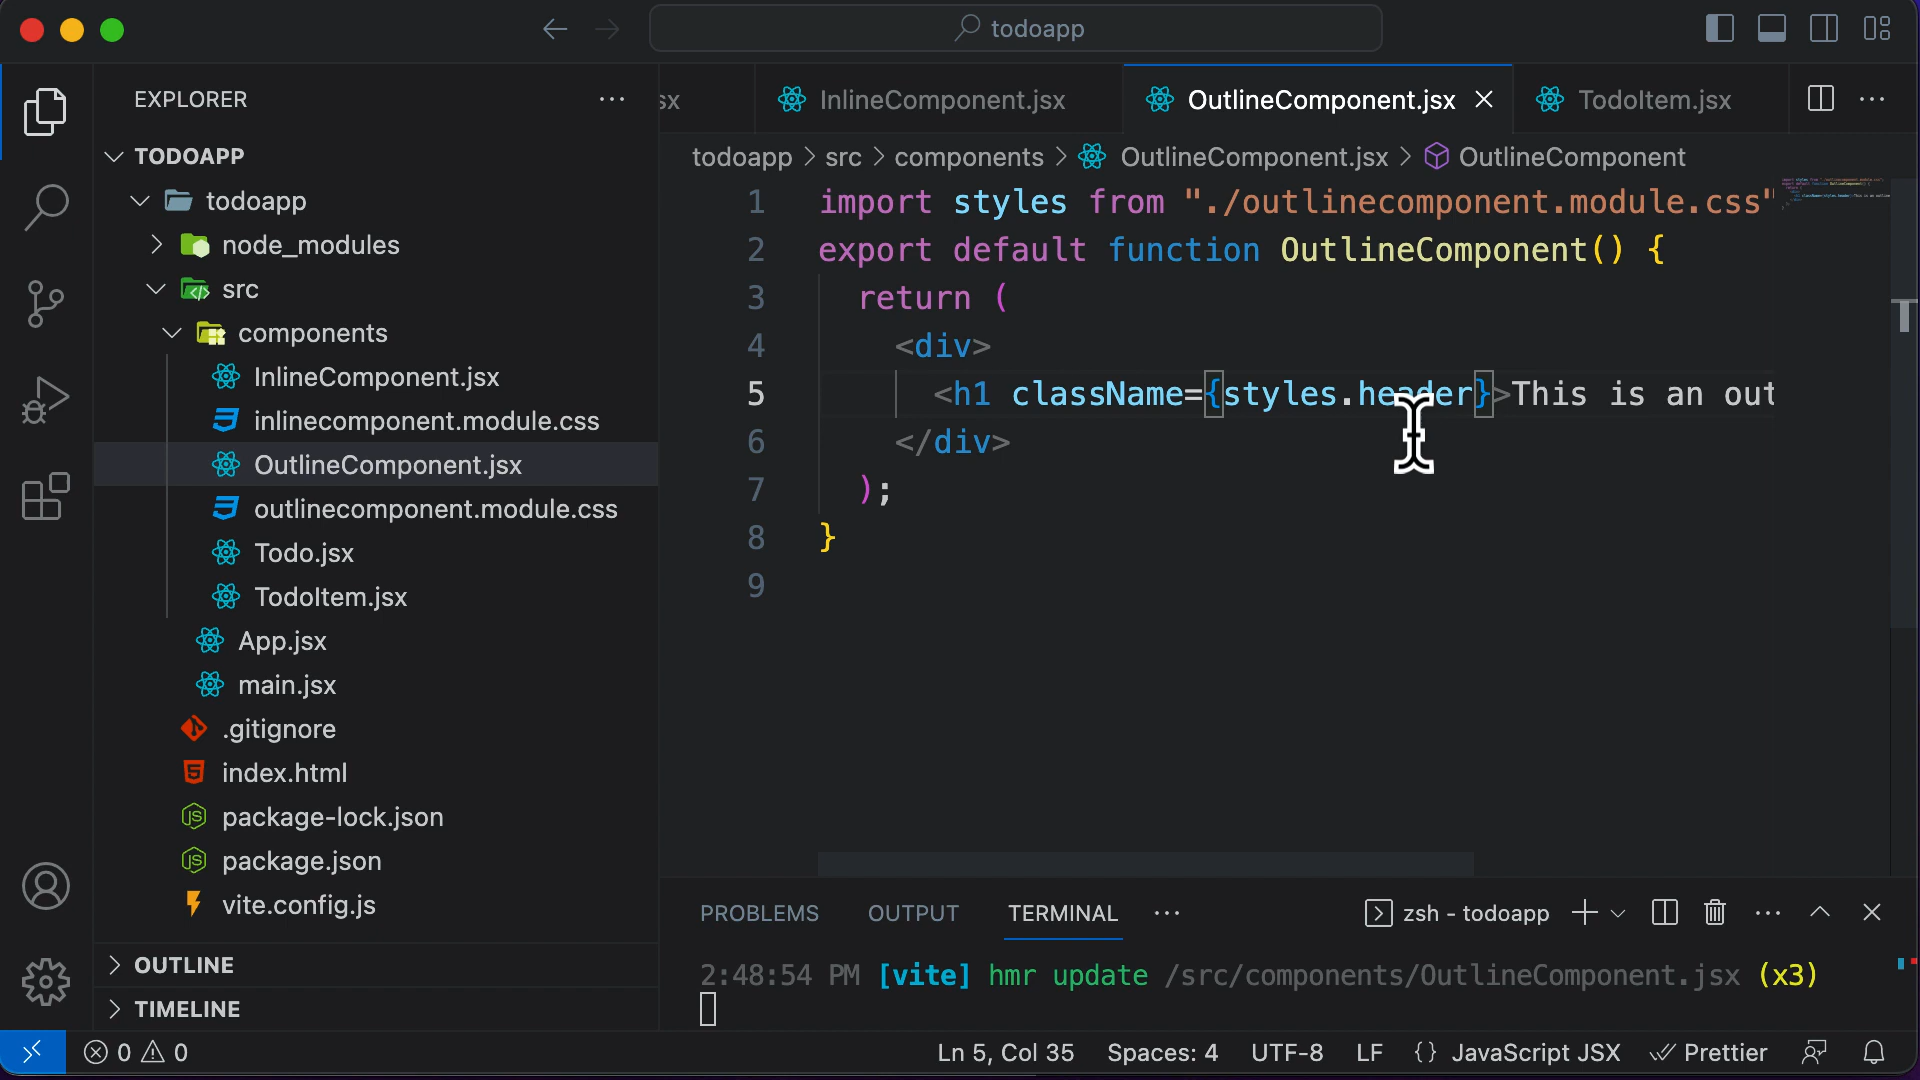 todoapp
EXPLORER
sx
InlineComponent.jsx
OutlineComponent.jsx
TodoItem.jsx
TODOAPP
todoapp
node_modules
src
components
InlineComponent.jsx
inlinecomponent.module.css
OutlineComponent.jsx
outlinecomponent.module.css
Todo.jsx
TodoItem.jsx
App.jsx
main.jsx
.gitignore
index.html
package-lock.json
package.json
vite.config.js
OUTLINE
TIMELINE
todoapp > src > components > OutlineComponent.jsx > OutlineComponent
1 import styles from "./outlinecomponent.module.css"
2 export default function OutlineComponent() {
3 return (
4 <div>
5 <h1 className={styles.header}>This is an out
6 </div>
7 );
8 }
9
PROBLEMS OUTPUT TERMINAL
zsh - todoapp
2:48:54 PM [vite] hmr update /src/components/OutlineComponent.jsx (x3)
0 0
Ln 5, Col 35 Spaces: 4 UTF-8 LF {} JavaScript JSX Prettier